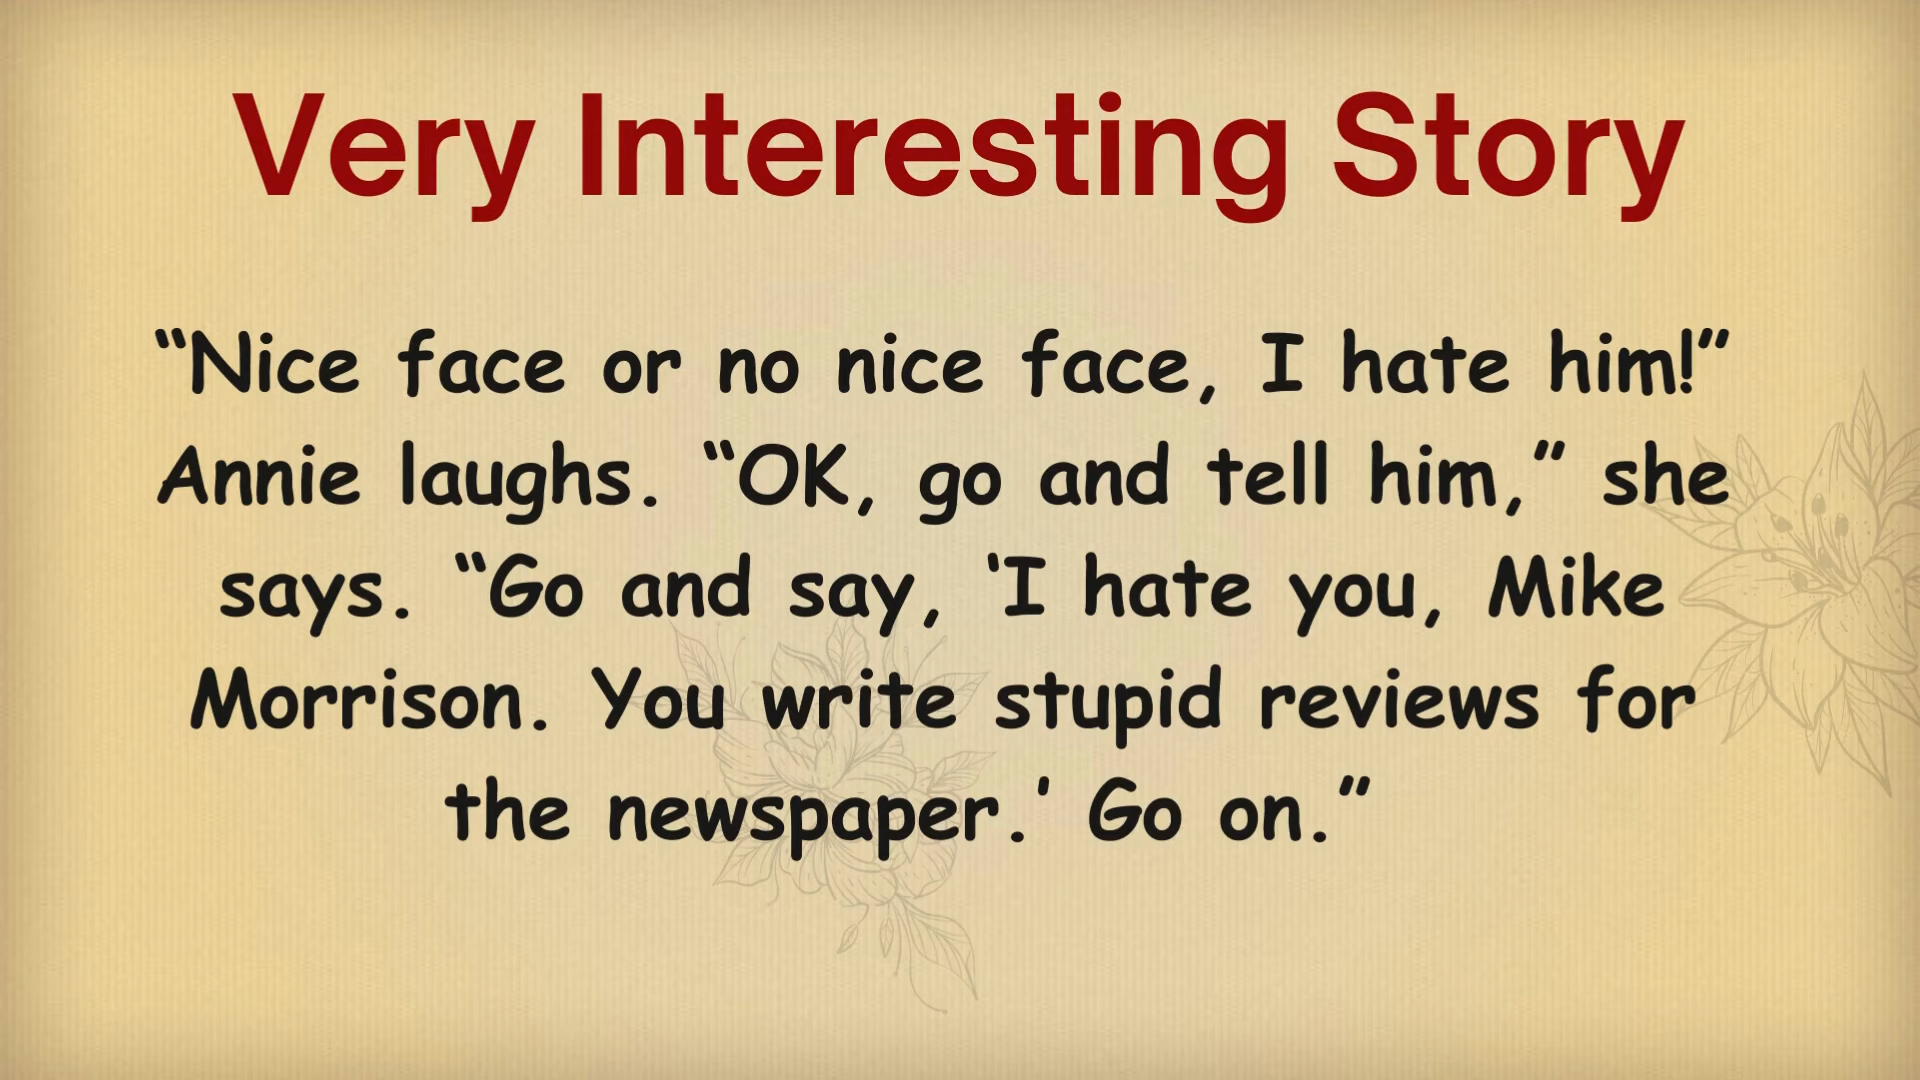 Very Interesting Story
“Nice face or no nice face, I hate him!”
Annie laughs. “OK, go and tell him,” she
says. “Go and say, ‘I hate you, Mike
Morrison. You write stupid reviews for
the newspaper.’ Go on.”